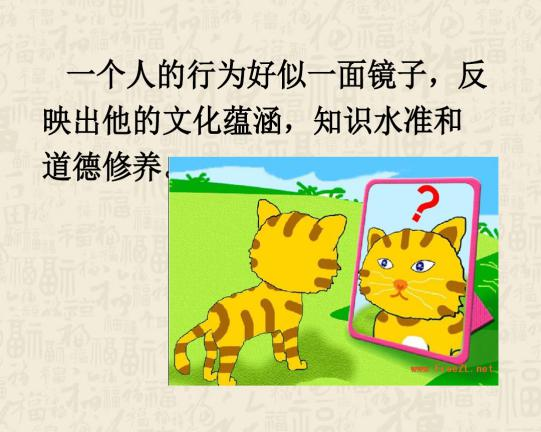 一个人的行为好似一面镜子，反
映出他的文化蕴涵，知识水准和
道德修养。
?